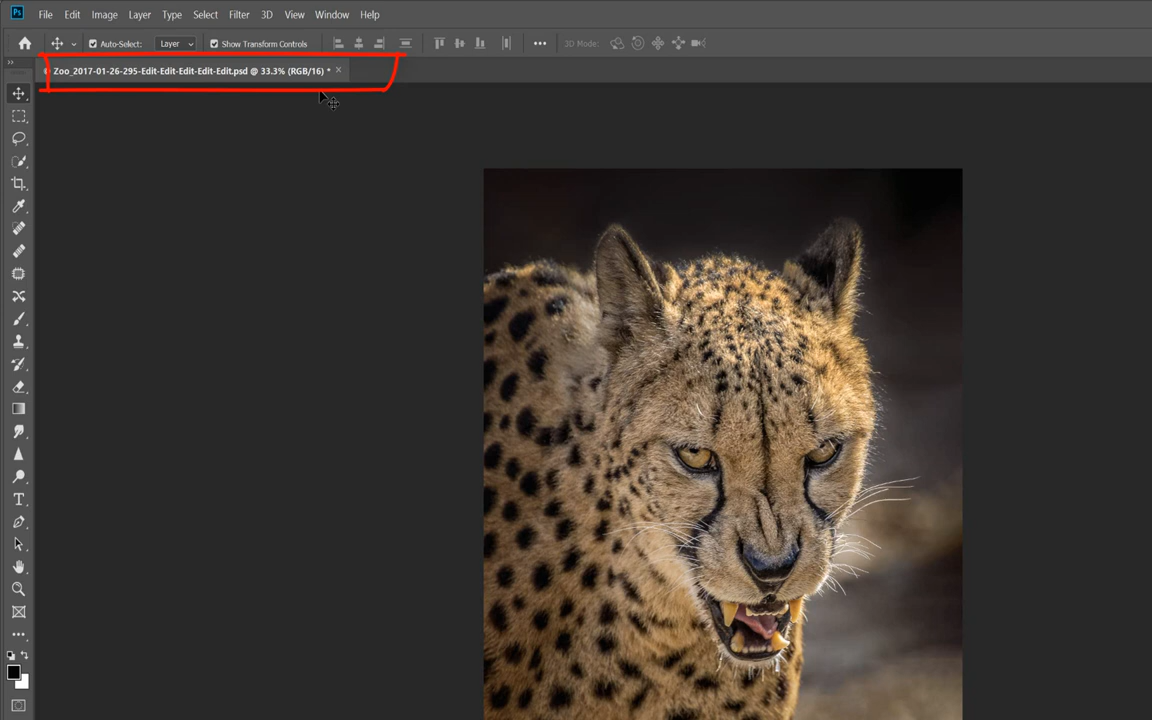 Ps File Edit Image Layer Type Select Filter 3D View Window Help
Auto-Select: Layer Show Transform Controls 3D Mode:
Zoo_2017-01-26-295-Edit-Edit-Edit-Edit-Edit.psd @ 33.3% (RGB/16) *